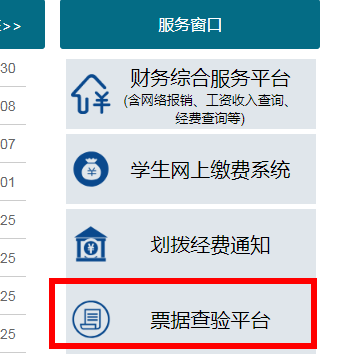 >>
服务窗口
30
08
07
01
25
25
25
25
财务综合服务平台
(含网络报销、工资收入查询、
经费查询等)
学生网上缴费系统
划拨经费通知
票据查验平台